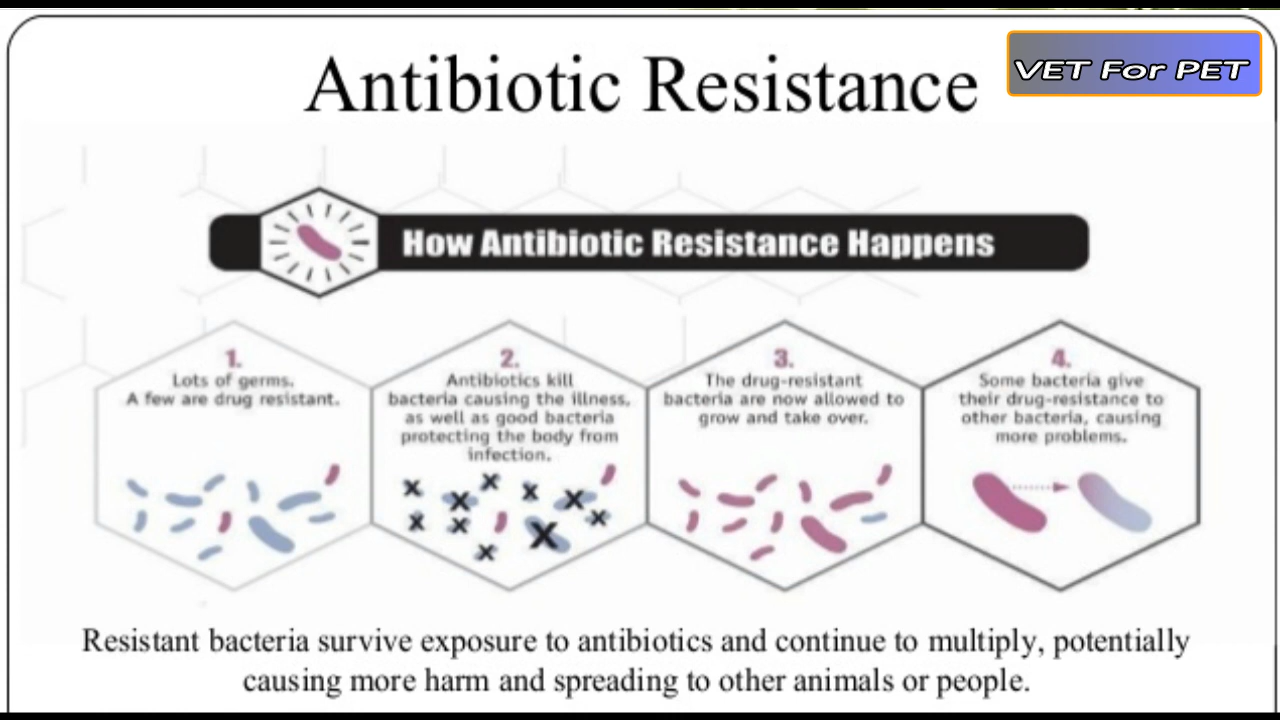 Antibiotic Resistance
VET For PET
How Antibiotic Resistance Happens
1.
Lots of germs.
A few are drug resistant.
2.
Antibiotics kill
bacteria causing the illness,
as well as good bacteria
protecting the body from
infection.
3.
The drug-resistant
bacteria are now allowed to
grow and take over.
4.
Some bacteria give
their drug-resistance to
other bacteria, causing
more problems.
Resistant bacteria survive exposure to antibiotics and continue to multiply, potentially
causing more harm and spreading to other animals or people.